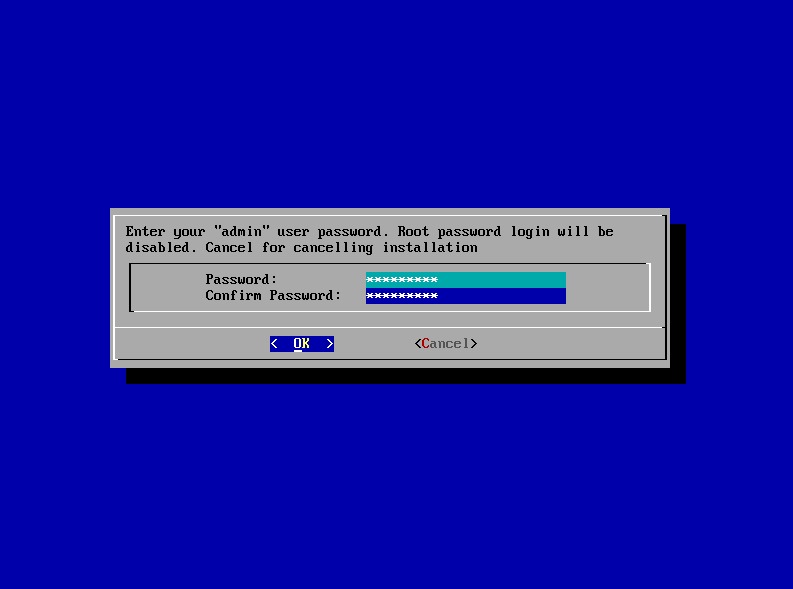 Enter your "admin" user password. Root password login will be
disabled. Cancel for cancelling installation
Password: *********
Confirm Password: *********
< OK > <Cancel>